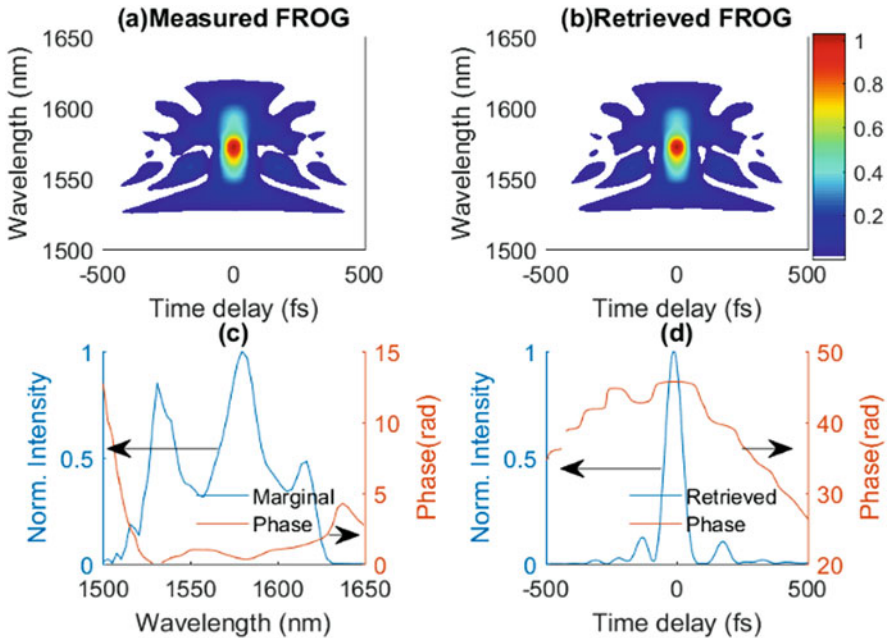 (a)Measured FROG
(b)Retrieved FROG
Wavelength (nm)
1650
1600
1550
1500
-500
0
500
Time delay (fs)
Wavelength (nm)
1650
1600
1550
1500
-500
0
500
Time delay (fs)
1
0.8
0.6
0.4
0.2
(c)
Norm. Intensity
1
0.5
0
1500
1550
1600
1650
Wavelength (nm)
15
10
5
0
Phase(rad)
Marginal
Phase
(d)
Norm. Intensity
1
0.5
0
-500
0
500
Time delay (fs)
50
40
30
20
Phase(rad)
Retrieved
Phase